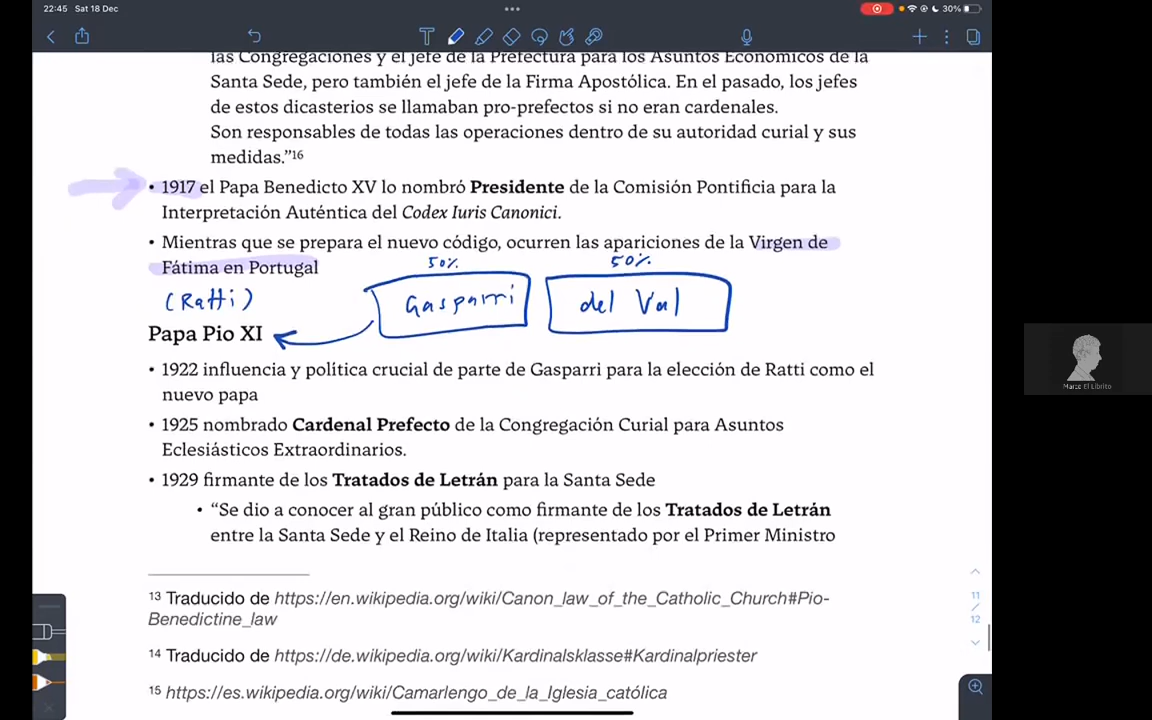 22:45 Sat 18 Dec
30%
las Congregaciones y el jefe de la Prefectura para los Asuntos Económicos de la
Santa Sede, pero también el jefe de la Firma Apostólica. En el pasado, los jefes
de estos dicasterios se llamaban pro-prefectos si no eran cardenales.
Son responsables de todas las operaciones dentro de su autoridad curial y sus
medidas.”16
• 1917 el Papa Benedicto XV lo nombró Presidente de la Comisión Pontificia para la
Interpretación Auténtica del Codex Iuris Canonici.
• Mientras que se prepara el nuevo código, ocurren las apariciones de la Virgen de
Fátima en Portugal
50% 50%
(Ratti) Gasparri del Val
Papa Pio XI
• 1922 influencia y política crucial de parte de Gasparri para la elección de Ratti como el
nuevo papa
• 1925 nombrado Cardenal Prefecto de la Congregación Curial para Asuntos
Eclesiásticos Extraordinarios.
• 1929 firmante de los Tratados de Letrán para la Santa Sede
• “Se dio a conocer al gran público como firmante de los Tratados de Letrán
entre la Santa Sede y el Reino de Italia (representado por el Primer Ministro
13 Traducido de https://en.wikipedia.org/wiki/Canon_law_of_the_Catholic_Church#Pio-
Benedictine_law
14 Traducido de https://de.wikipedia.org/wiki/Kardinalsklasse#Kardinalpriester
15 https://es.wikipedia.org/wiki/Camarlengo_de_la_Iglesia_católica
11
/
12
Marco El Librito